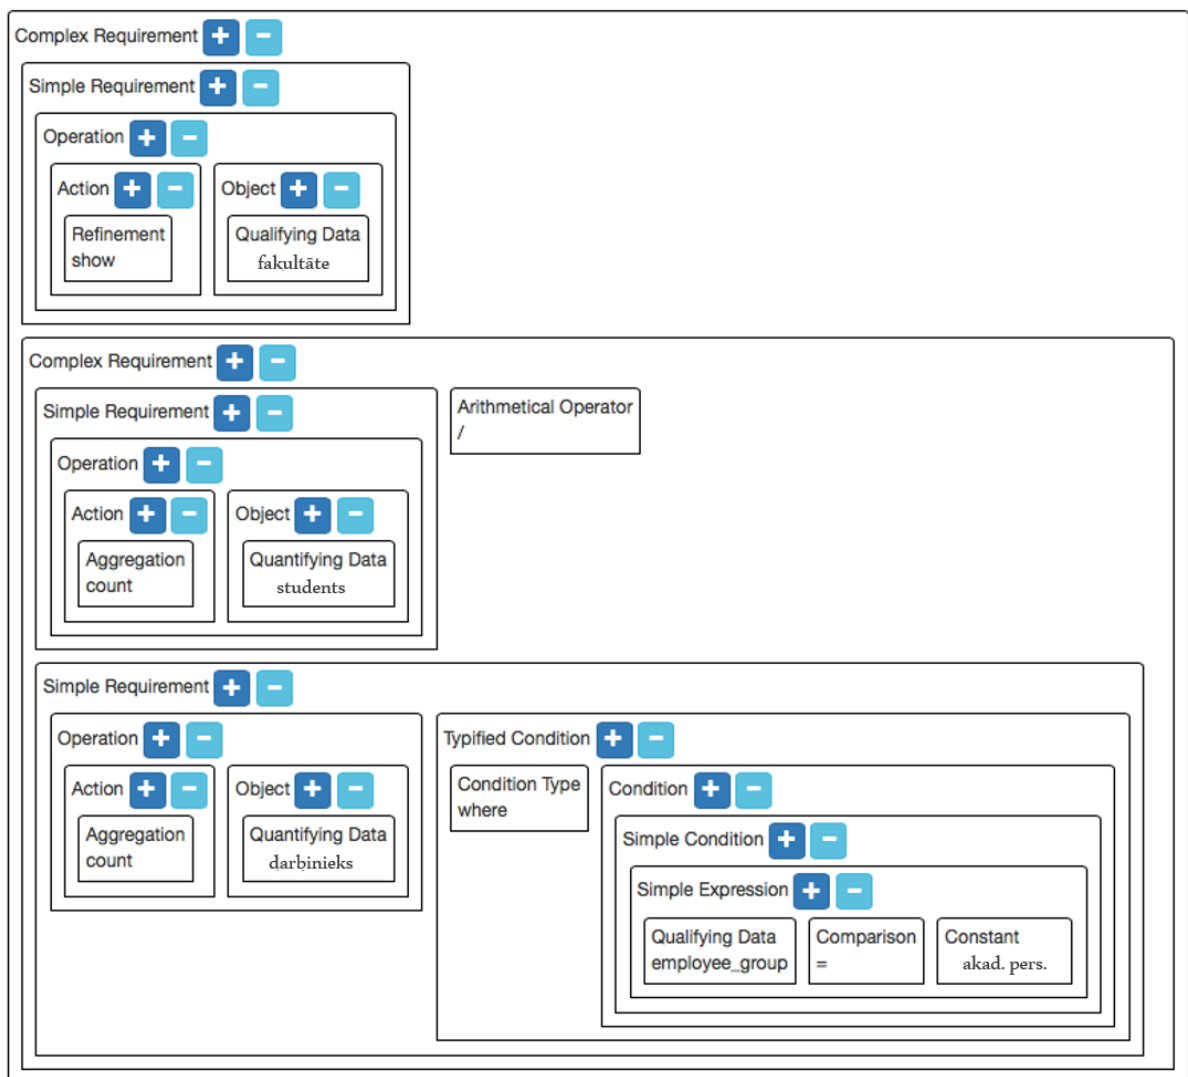 Complex Requirement + -
Simple Requirement + -
Operation + -
Action + - Object + -
Refinement Qualifying Data
show fakultāte
Complex Requirement + -
Simple Requirement + - Arithmetical Operator
/
Operation + -
Action + - Object + -
Aggregation Quantifying Data
count students
Simple Requirement + -
Operation + - Typified Condition + -
Action + - Object + - Condition Type Condition + -
where
Aggregation Quantifying Data Simple Condition + -
count darbinieks
Simple Expression + -
Qualifying Data Comparison Constant
employee_group = akad. pers.